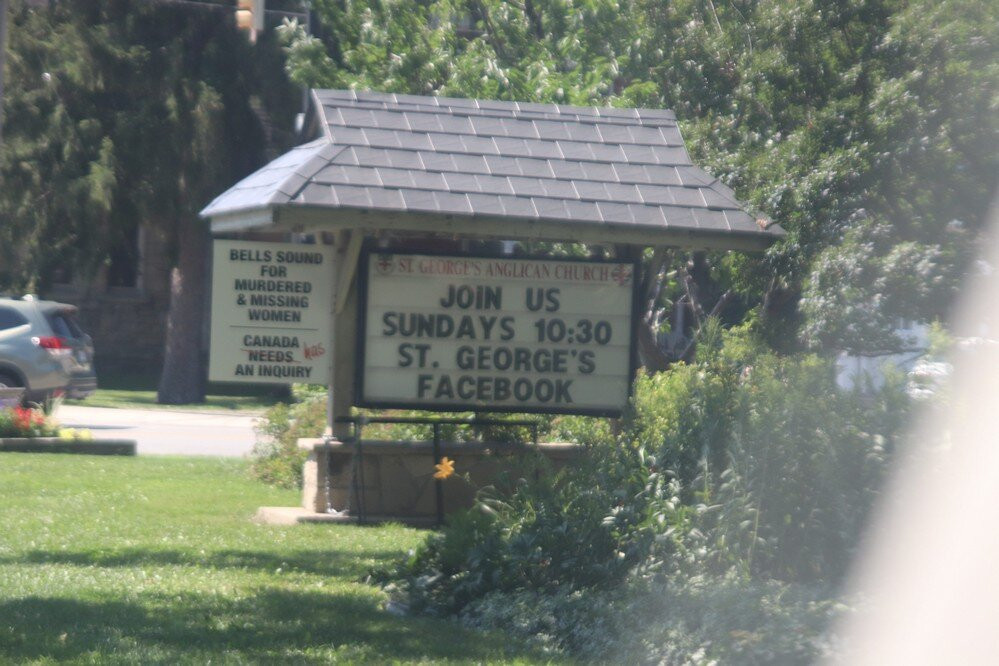 BELLS SOUND
FOR
MURDERED
& MISSING
WOMEN
CANADA
NEEDS has
AN INQUIRY
ST. GEORGE'S ANGLICAN CHURCH
JOIN US
SUNDAYS 10:30
ST. GEORGE'S
FACEBOOK